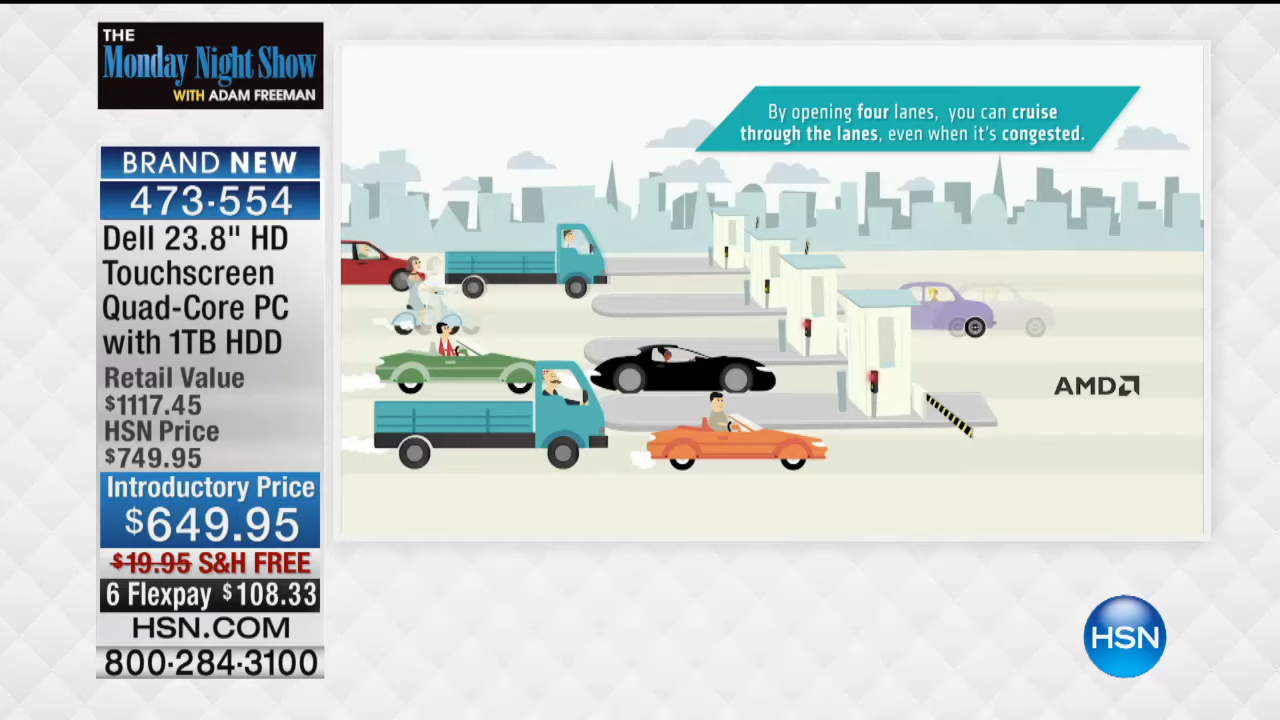 THE
Monday Night Show
WITH ADAM FREEMAN
BRAND NEW
473-554
Dell 23.8" HD
Touchscreen
Quad-Core PC
with 1TB HDD
Retail Value
$1117.45
HSN Price
$749.95
Introductory Price
$649.95
$19.95 S&H FREE
6 Flexpay $108.33
HSN.COM
800-284-3100
By opening four lanes, you can cruise
through the lanes, even when it's congested.
AMD
HSN